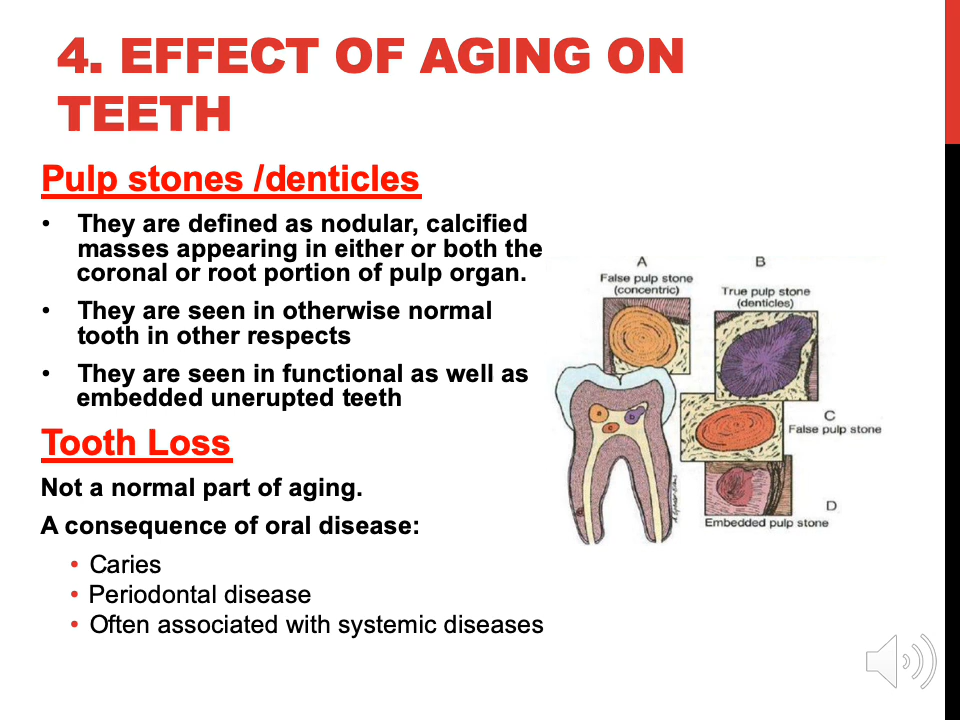 4. EFFECT OF AGING ON
TEETH
Pulp stones /denticles
• They are defined as nodular, calcified
masses appearing in either or both the
coronal or root portion of pulp organ.
• They are seen in otherwise normal
tooth in other respects
• They are seen in functional as well as
embedded unerupted teeth
Tooth Loss
Not a normal part of aging.
A consequence of oral disease:
• Caries
• Periodontal disease
• Often associated with systemic diseases
A
False pulp stone
(concentric)
B
True pulp stone
(denticles)
C
False pulp stone
D
Embedded pulp stone